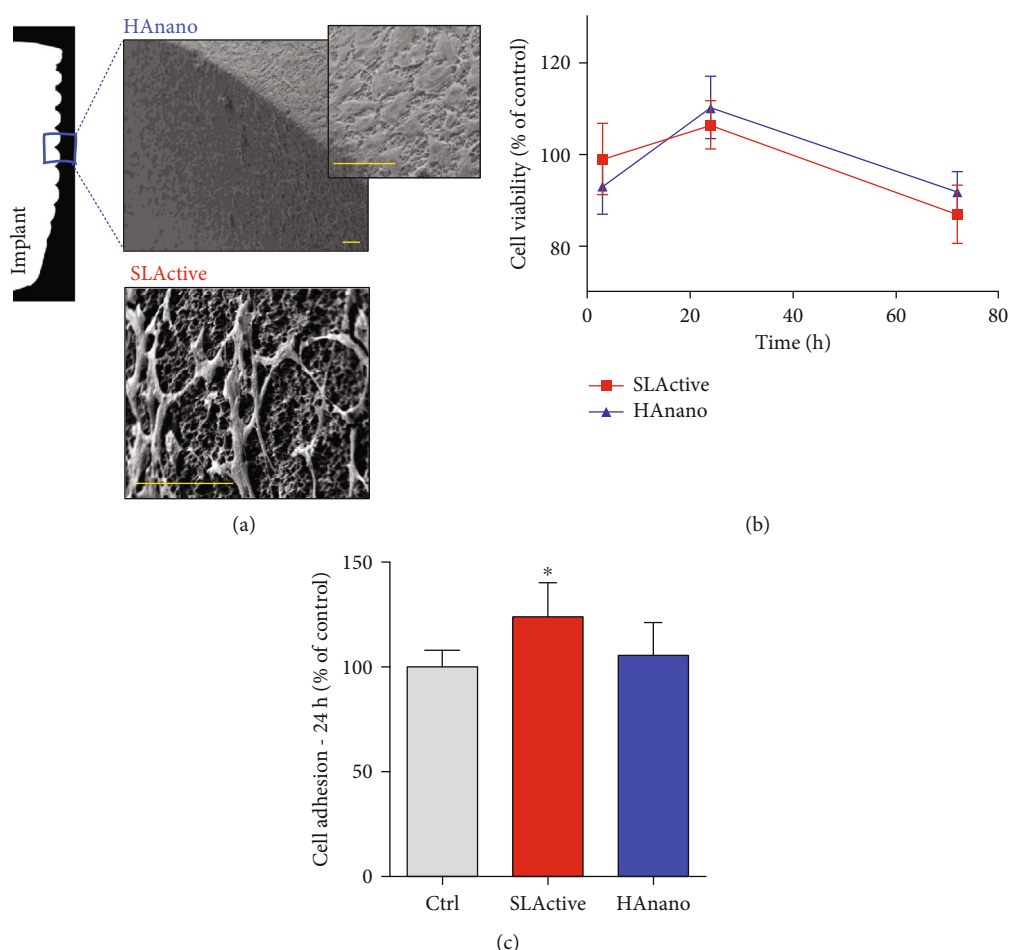 HAnano
Implant
SLActive
(a)
Cell viability (% of control)
120
100
80
0
20
40
60
80
Time (h)
SLActive
HAnano
(b)
Cell adhesion - 24 h (% of control)
150
100
50
0
*
Ctrl
SLActive
HAnano
(c)